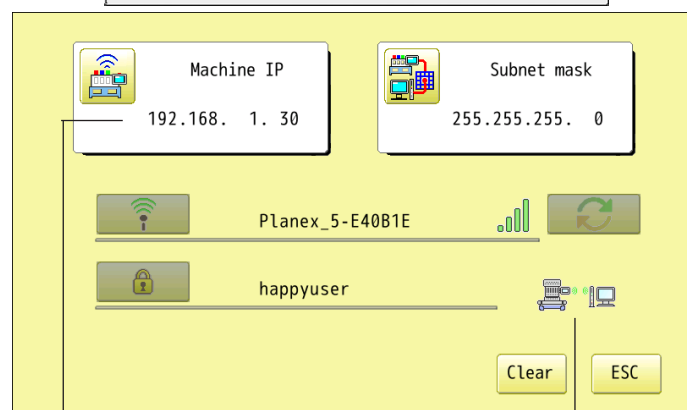 Machine IP
192.168.  1. 30
Subnet mask
255.255.255.  0
Planex_5-E40B1E
happyuser
Clear
ESC